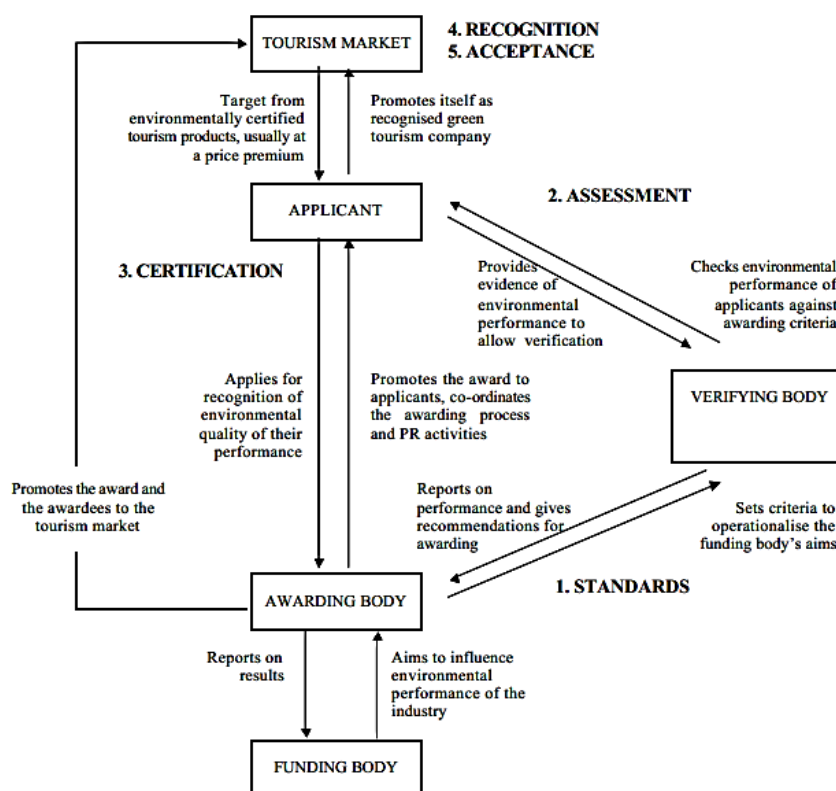 4. RECOGNITION
TOURISM MARKET
5. ACCEPTANCE
Target from
environmentally certified
tourism products, usually at
a price premium
Promotes itself as
recognised green
tourism company
2. ASSESSMENT
APPLICANT
3. CERTIFICATION
Provides
evidence of
environmental
performance to
allow verification
Checks environmental
performance of
applicants against
awarding criteria
Applies for
recognition of
environmental
quality of their
performance
Promotes the award to
applicants, co-ordinates
the awarding process
and PR activities
VERIFYING BODY
Promotes the award and
the awardees to the
tourism market
Reports on
performance and gives
recommendations for
awarding
Sets criteria to
operationalise the
funding body's aims
1. STANDARDS
AWARDING BODY
Reports on
results
Aims to influence
environmental
performance of the
industry
FUNDING BODY